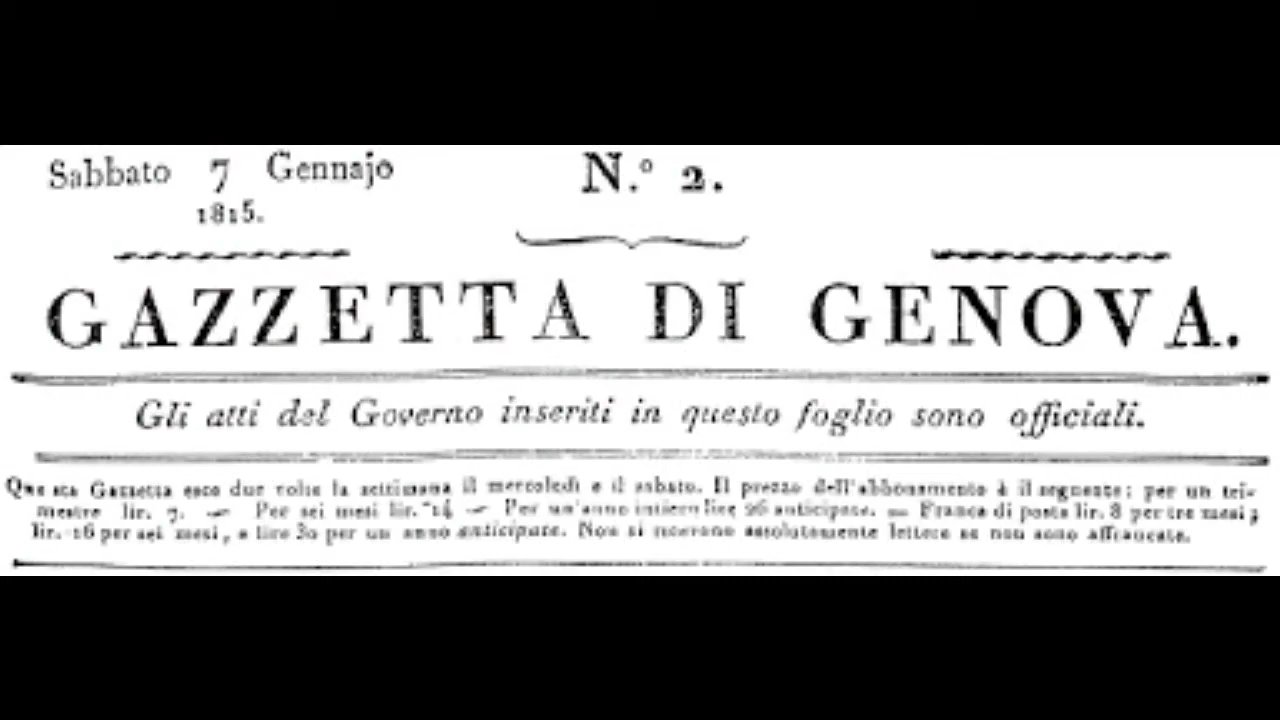 Sabbato 7 Gennajo
1815.
N.° 2.
GAZZETTA DI GENOVA.
Gli atti del Governo inseriti in questo foglio sono officiali.
Questa Gazzetta esce due volte la settimana il mercoledì e il sabato. Il prezzo dell'abbonamento è il seguente: per un tri-
mestre lir. 7. — Per sei mesi lir. 14 — Per un'anno intiero lire 26 anticipate. — Franca di posta lir. 8 per tre mesi;
lir. 16 per sei mesi, e lire 30 per un anno anticipate. Non si ricevono assolutamente lettere se non sono affrancate.